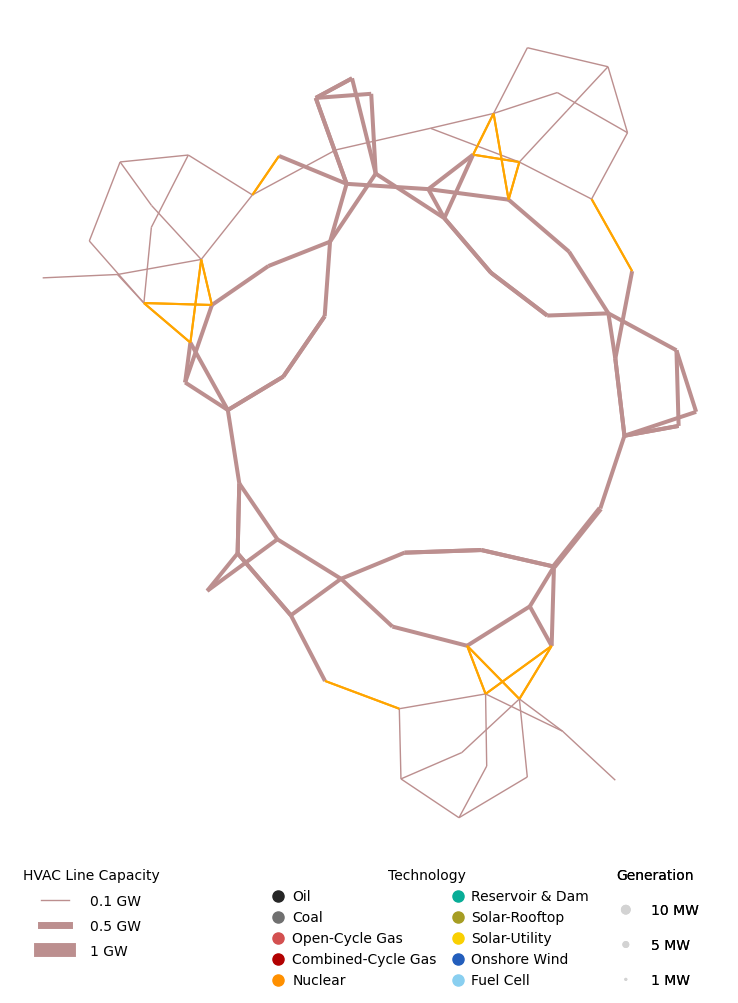 HVAC Line Capacity
0.1 GW
0.5 GW
1 GW
Technology
Oil
Coal
Open-Cycle Gas
Combined-Cycle Gas
Nuclear
Reservoir & Dam
Solar-Rooftop
Solar-Utility
Onshore Wind
Fuel Cell
Generation
10 MW
5 MW
1 MW